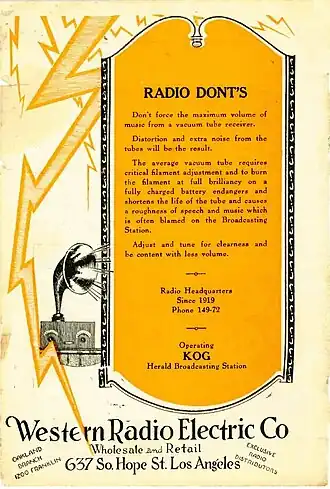 RADIO DONT'S
Don't force the maximum volume of
music from a vacuum tube receiver.
Distortion and extra noise from the
tubes will be the result.
The average vacuum tube requires
critical filament adjustment and to burn
the filament at full brilliancy on a
fully charged battery endangers and
shortens the life of the tube and causes
a roughness of speech and music which
is often blamed on the Broadcasting
Station.
Adjust and tune for clearness and
be content with less volume.
Radio Headquarters
Since 1919
Phone 149-72
Operating
KOG
Herald Broadcasting Station
Western Radio Electric Co
Wholesale and Retail
637 So. Hope St. Los Angeles
OAKLAND
BRANCH
1200 FRANKLIN
EXCLUSIVE
RADIO
DISTRIBUTORS